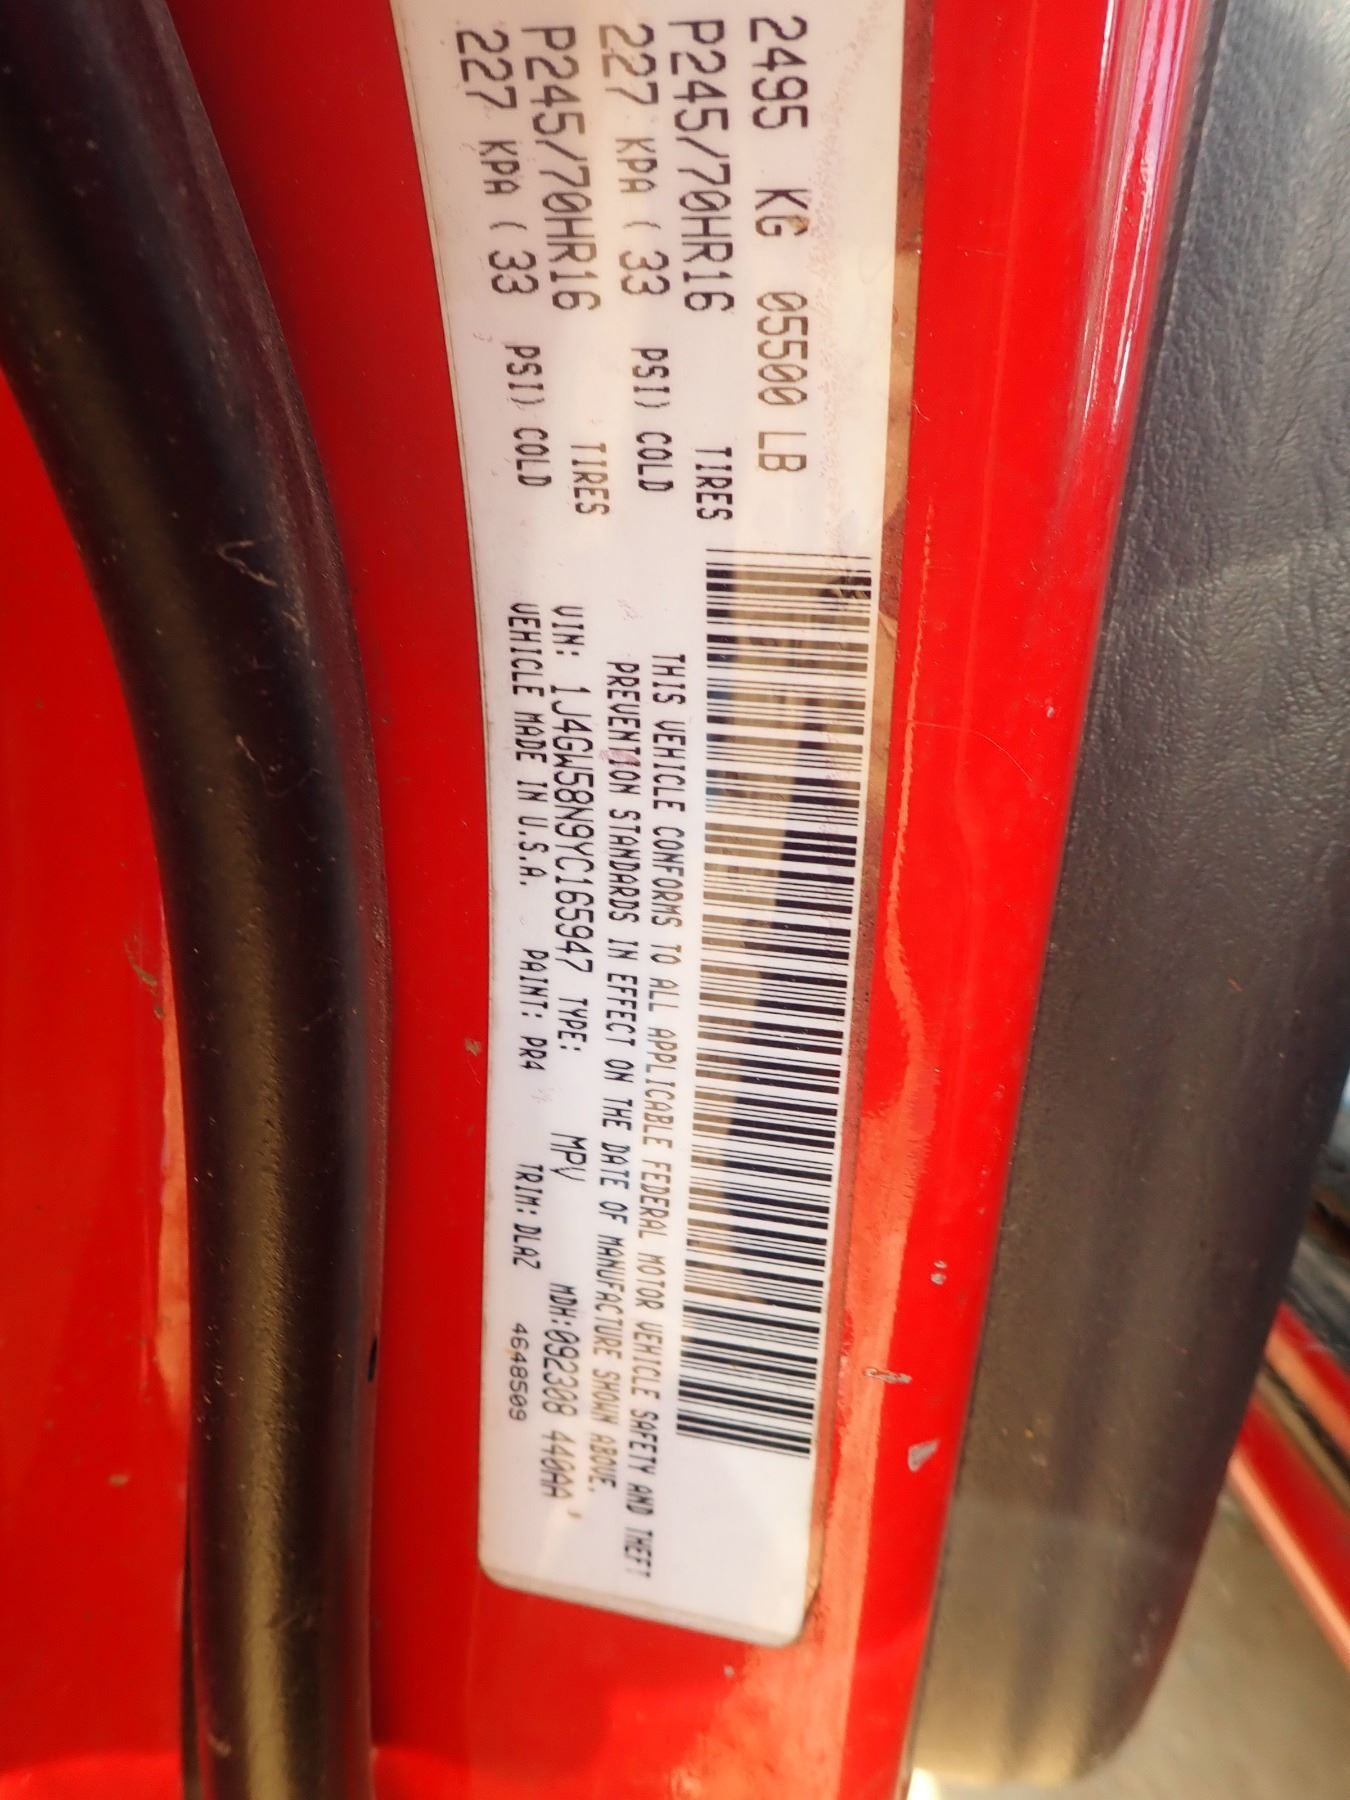 2495 KG 05500 LB
P245/70HR16 TIRES
227 KPA ( 33 PSI) COLD
P245/70HR16 TIRES
227 KPA ( 33 PSI) COLD
THIS VEHICLE CONFORMS TO ALL APPLICABLE FEDERAL MOTOR VEHICLE SAFETY AND THEFT
PREVENTION STANDARDS IN EFFECT ON THE DATE OF MANUFACTURE SHOWN ABOVE.
VIN: 1J4GW58N9YC165947 TYPE: MPV MDH:092308 440AA
VEHICLE MADE IN U.S.A. PAINT: PR4 TRIM: DLAZ 4648509